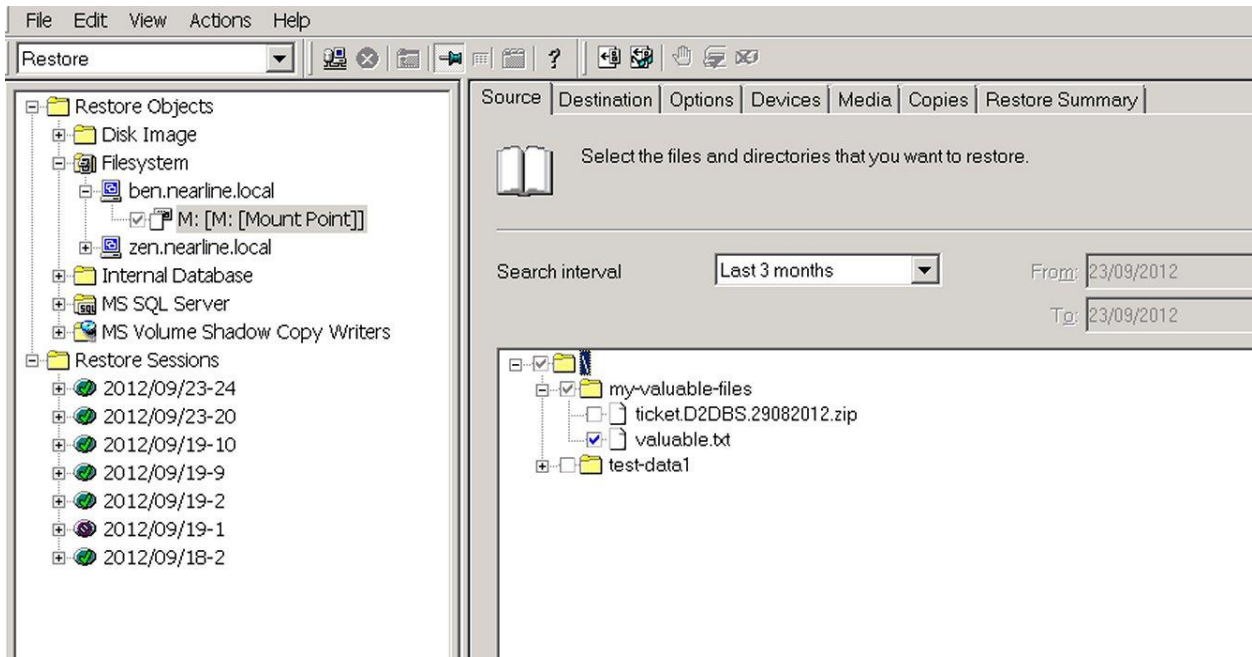 File Edit View Actions Help
Restore
?
Restore Objects
Disk Image
Filesystem
ben.nearline.local
M: [M: [Mount Point]]
zen.nearline.local
Internal Database
SQL MS SQL Server
MS Volume Shadow Copy Writers
Restore Sessions
2012/09/23-24
2012/09/23-20
2012/09/19-10
2012/09/19-9
2012/09/19-2
2012/09/19-1
2012/09/18-2
Source Destination Options Devices Media Copies Restore Summary
Select the files and directories that you want to restore.
Search interval Last 3 months From: 23/09/2012
To: 23/09/2012
\
my-valuable-files
ticket.D2DBS.29082012.zip
valuable.txt
test-data1